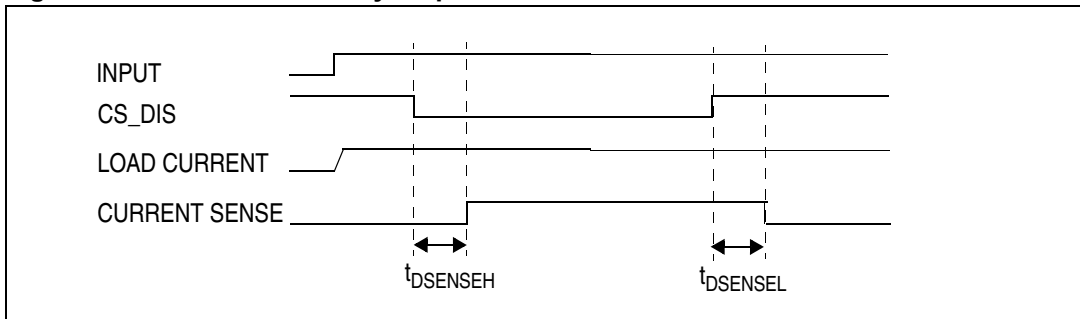 INPUT
CS_DIS
LOAD CURRENT
CURRENT SENSE
tDSENSEH
tDSENSEL